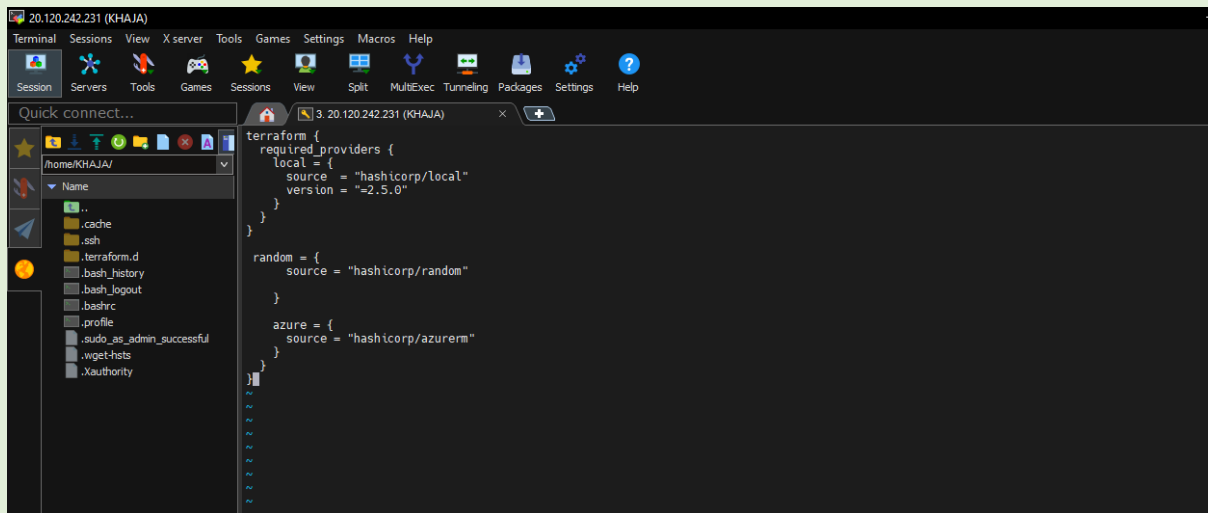 20.120.242.231 (KHAJA)
Terminal Sessions View X server Tools Games Settings Macros Help
Session Servers Tools Games Sessions View Split MultiExec Tunneling Packages Settings Help
Quick connect...
3. 20.120.242.231 (KHAJA)
/home/KHAJA/
Name
..
.cache
.ssh
.terraform.d
.bash_history
.bash_logout
.bashrc
.profile
.sudo_as_admin_successful
.wget-hsts
.Xauthority
terraform {
  required_providers {
    local = {
      source  = "hashicorp/local"
      version = "=2.5.0"
    }
  }
}
 random = {
      source = "hashicorp/random"
    }
    azure = {
      source = "hashicorp/azurerm"
    }
  }
}
~
~
~
~
~
~
~
~
~